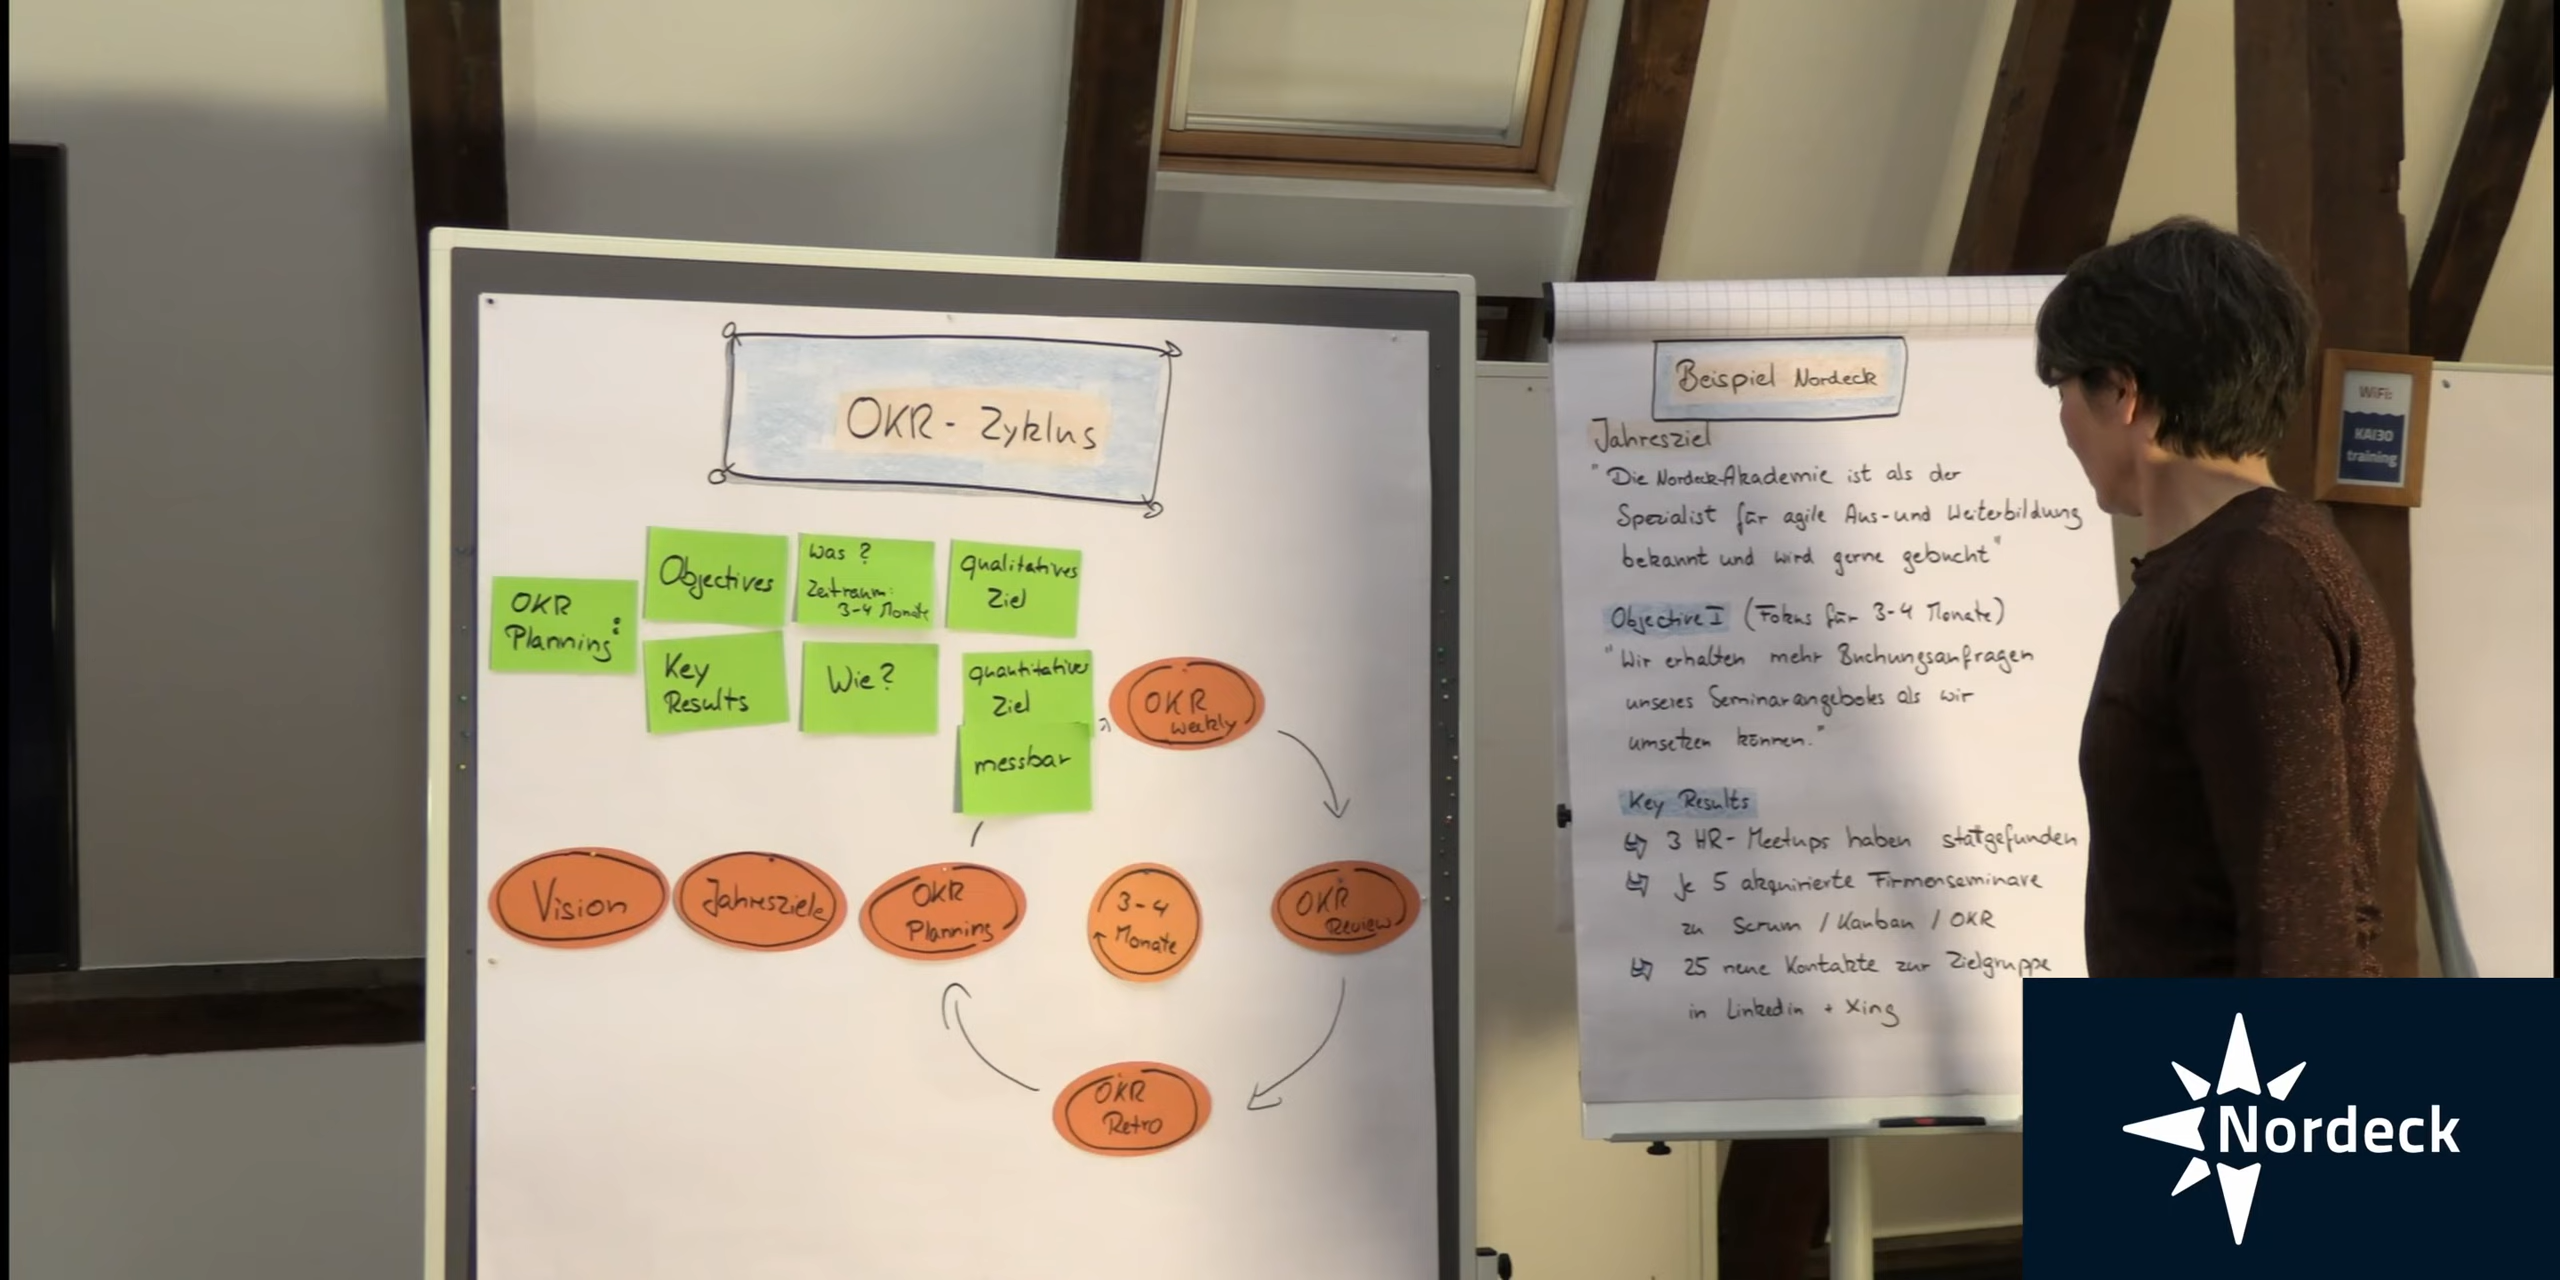 OKR - Zyklus
OKR
Planning:
Objectives
Was?
Zeitraum:
3-4 Monate
qualitatives
Ziel
Key
Results
Wie?
quantitatives
Ziel
messbar
OKR
weekly
Vision
Jahresziele
OKR
Planning
3-4
Monate
OKR
Review
OKR
Retro
Beispiel Nordeck
Jahresziel
"Die Nordeck-Akademie ist als der
Spezialist für agile Aus- und Weiterbildung
bekannt und wird gerne gebucht"
Objective I (Fokus für 3-4 Monate)
"Wir erhalten mehr Buchungsanfragen
unseres Seminarangebotes als wir
umsetzen können."
Key Results
3 HR-Meetups haben stattgefunden
je 5 akquirierte Firmenseminare
zu Scrum / Kanban / OKR
25 neue Kontakte zur Zielgruppe
in Linkedin + Xing
WiFi:
KAI30
training
Nordeck